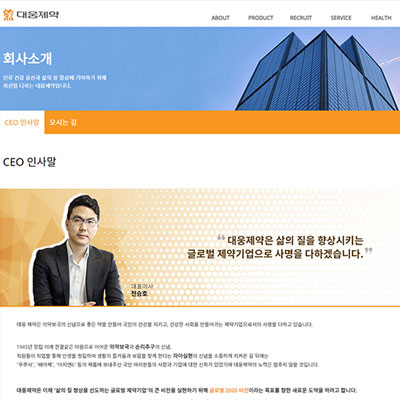 대웅제약
ABOUT PRODUCT RECRUIT SERVICE HEALTH
회사소개
인류 건강 증진과 삶의 질 향상에 기여하기 위해
최선을 다하는 대웅제약입니다.
CEO 인사말 오시는 길
CEO 인사말
“ 대웅제약은 삶의 질을 향상시키는
글로벌 제약기업으로 사명을 다하겠습니다. ”
대표이사
전승호
대웅 제약은 의약보국의 신념으로 좋은 약을 만들어 국민의 건강을 지키고, 건강한 사회를 만들어가는 제약기업으로서의 사명을 다하고 있습니다.
1945년 창립 이래 한결같은 마음으로 이어온 의약보국과 순리추구의 신념,
직원들이 직업을 통해 인생을 정립하여 생활의 즐거움과 보람을 찾게 한다는 자아실현의 신념을 소중하게 지켜온 길 위에는
'우루사', '베아제', '이지엔6' 등의 제품에 보내주신 국민 여러분들의 사랑과 기업에 대한 신뢰가 있었기에 대웅제약의 노력은 멈추지 않을 것입니다.
대웅제약은 이제 '삶의 질 향상을 선도하는 글로벌 제약기업'의 큰 비전을 실현하기 위해 글로벌 2020 비전이라는 목표를 향한 새로운 도약을 하려고 합니다.